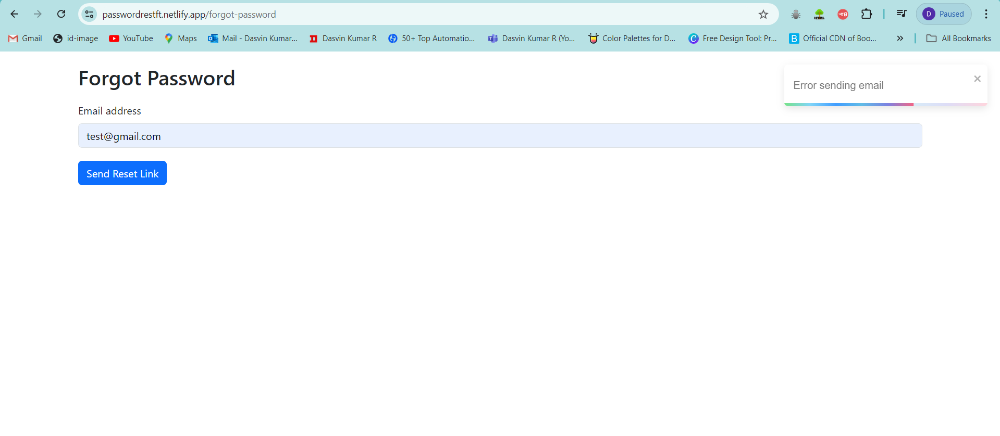 passwordrestft.netlify.app/forgot-password
HTML
B
D Paused
Gmail id-image YouTube Maps Mail - Dasvin Kumar... Dasvin Kumar R 50+ Top Automatio... Dasvin Kumar R (Yo... Color Palettes for D... Free Design Tool: Pr... B Official CDN of Boo... All Bookmarks
Forgot Password
Error sending email
Email address
test@gmail.com
Send Reset Link